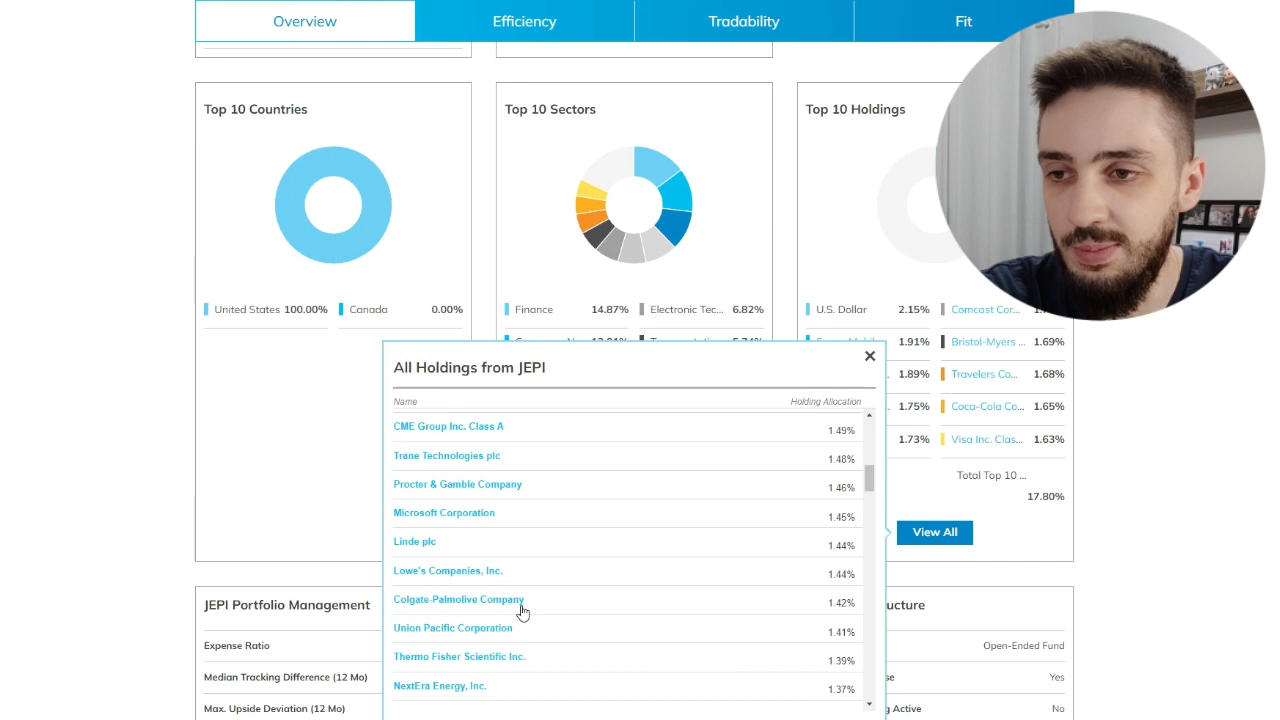 Overview
Efficiency
Tradability
Fit
Top 10 Countries
United States 100.00%
Canada 0.00%
Top 10 Sectors
Finance 14.87%
Electronic Tec... 6.82%
Top 10 Holdings
U.S. Dollar 2.15%
Comcast Cor...
1.91%
Bristol-Myers ... 1.69%
1.89%
Travelers Co... 1.68%
1.75%
Coca-Cola Co... 1.65%
1.73%
Visa Inc. Clas... 1.63%
Total Top 10 ...
17.80%
View All
All Holdings from JEPI
Name Holding Allocation
CME Group Inc. Class A 1.49%
Trane Technologies plc 1.48%
Procter & Gamble Company 1.46%
Microsoft Corporation 1.45%
Linde plc 1.44%
Lowe's Companies, Inc. 1.44%
Colgate-Palmolive Company 1.42%
Union Pacific Corporation 1.41%
Thermo Fisher Scientific Inc. 1.39%
NextEra Energy, Inc. 1.37%
JEPI Portfolio Management
Expense Ratio
Median Tracking Difference (12 Mo)
Max. Upside Deviation (12 Mo)
ucture
Open-Ended Fund
Yes
g Active No